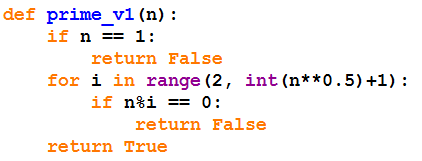 def prime_v1(n):
    if n == 1:
        return False
    for i in range(2, int(n**0.5)+1):
        if n%i == 0:
            return False
    return True